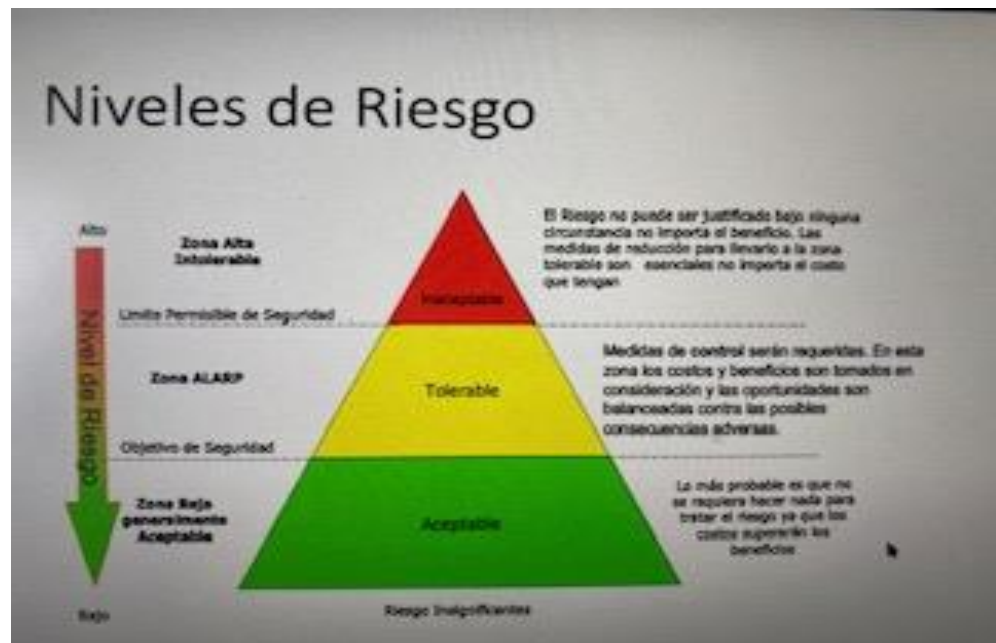 Niveles de Riesgo
Alto
Nivel de Riesgo
Bajo
Zona Alta
Intolerable
Limite Permisible de Seguridad
Zona ALARP
Objetivo de Seguridad
Zona Baja
generalmente
Aceptable
Inaceptable
Tolerable
Aceptable
Riesgo Insignificantes
El Riesgo no puede ser justificado bajo ninguna
circunstancia no importa el beneficio. Las
medidas de reducción para llevarlo a la zona
tolerable son esenciales no importa el costo
que tengan
Medidas de control serán requeridas. En esta
zona los costos y beneficios son tomados en
consideración y las oportunidades son
balanceadas contra las posibles
consecuencias adversas.
Lo más probable es que no
se requiera hacer nada para
tratar el riesgo ya que los
costos superarán los
beneficios